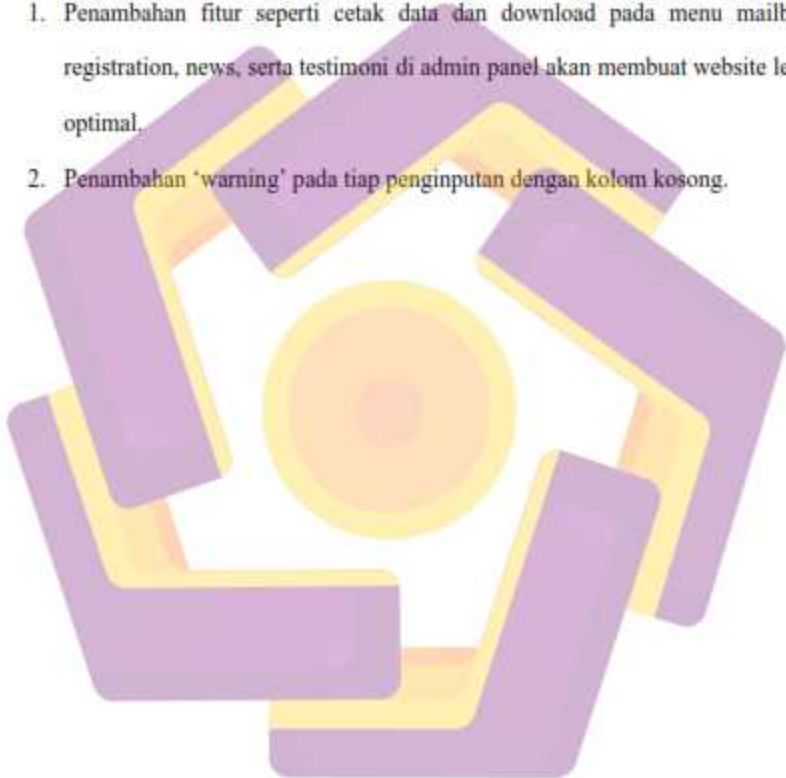 1. Penambahan fitur seperti cetak data dan download pada menu
registration, news, serta testimoni di admin panel akan membuat website
optimal.
2. Penambahan ‘warning’ pada tiap penginputan dengan kolom kosong.